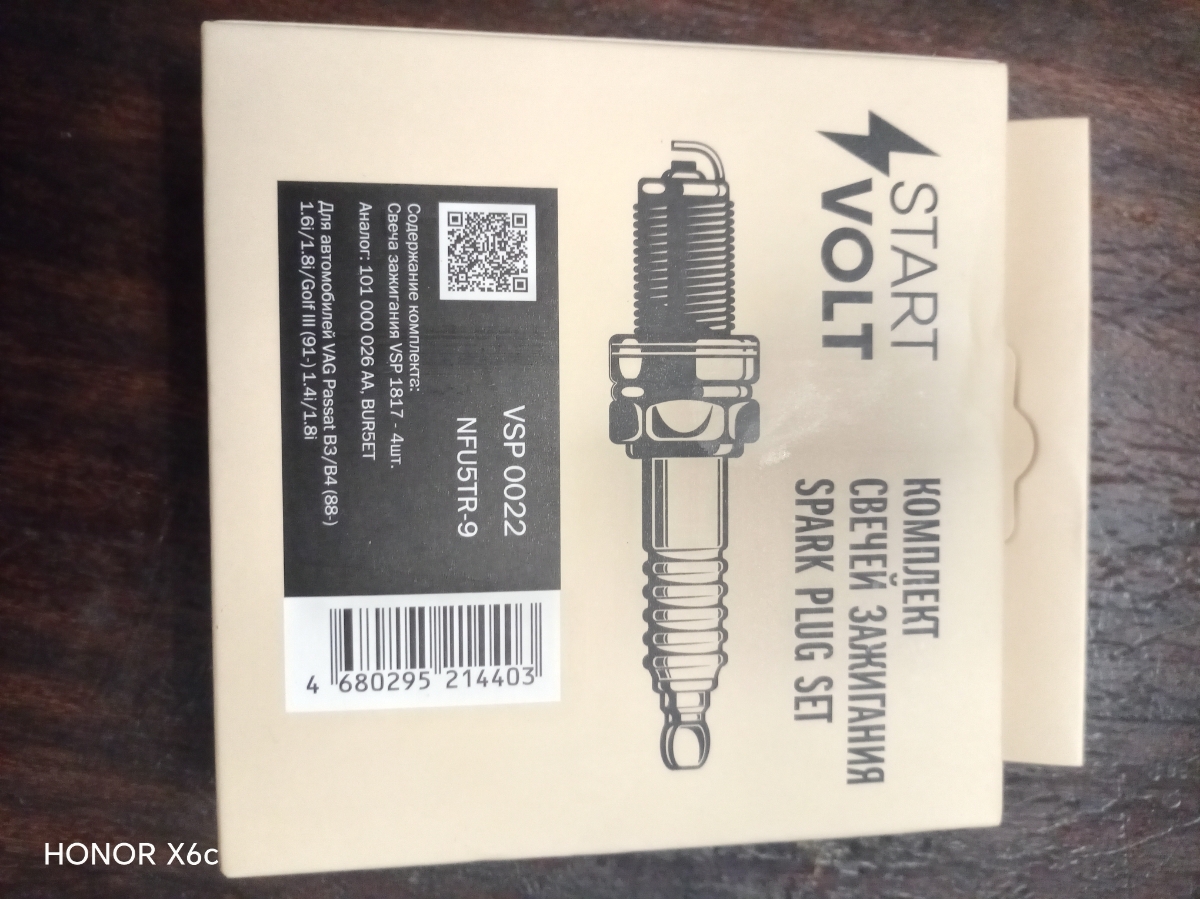 START
VOLT
КОМПЛЕКТ
СВЕЧЕЙ ЗАЖИГАНИЯ
SPARK PLUG SET
VSP 0022
NFU5TR-9
Содержание комплекта:
Свеча зажигания VSP 1817 - 4шт.
Аналог: 101 000 026 AA, BUR5ET
Для автомобилей VAG Passat B3/B4 (88-)
1.6i/1.8i/Golf III (91-) 1.4i/1.8i
4 680295 214403
HONOR X6c